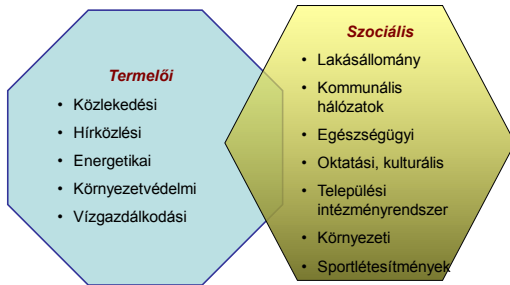 Termelői
• Közlekedési
• Hírközlési
• Energetikai
• Környezetvédelmi
• Vízgazdálkodási
Szociális
• Lakásállomány
• Kommunális
hálózatok
• Egészségügyi
• Oktatási, kulturális
• Települési
intézményrendszer
• Környezeti
• Sportlétesítmények